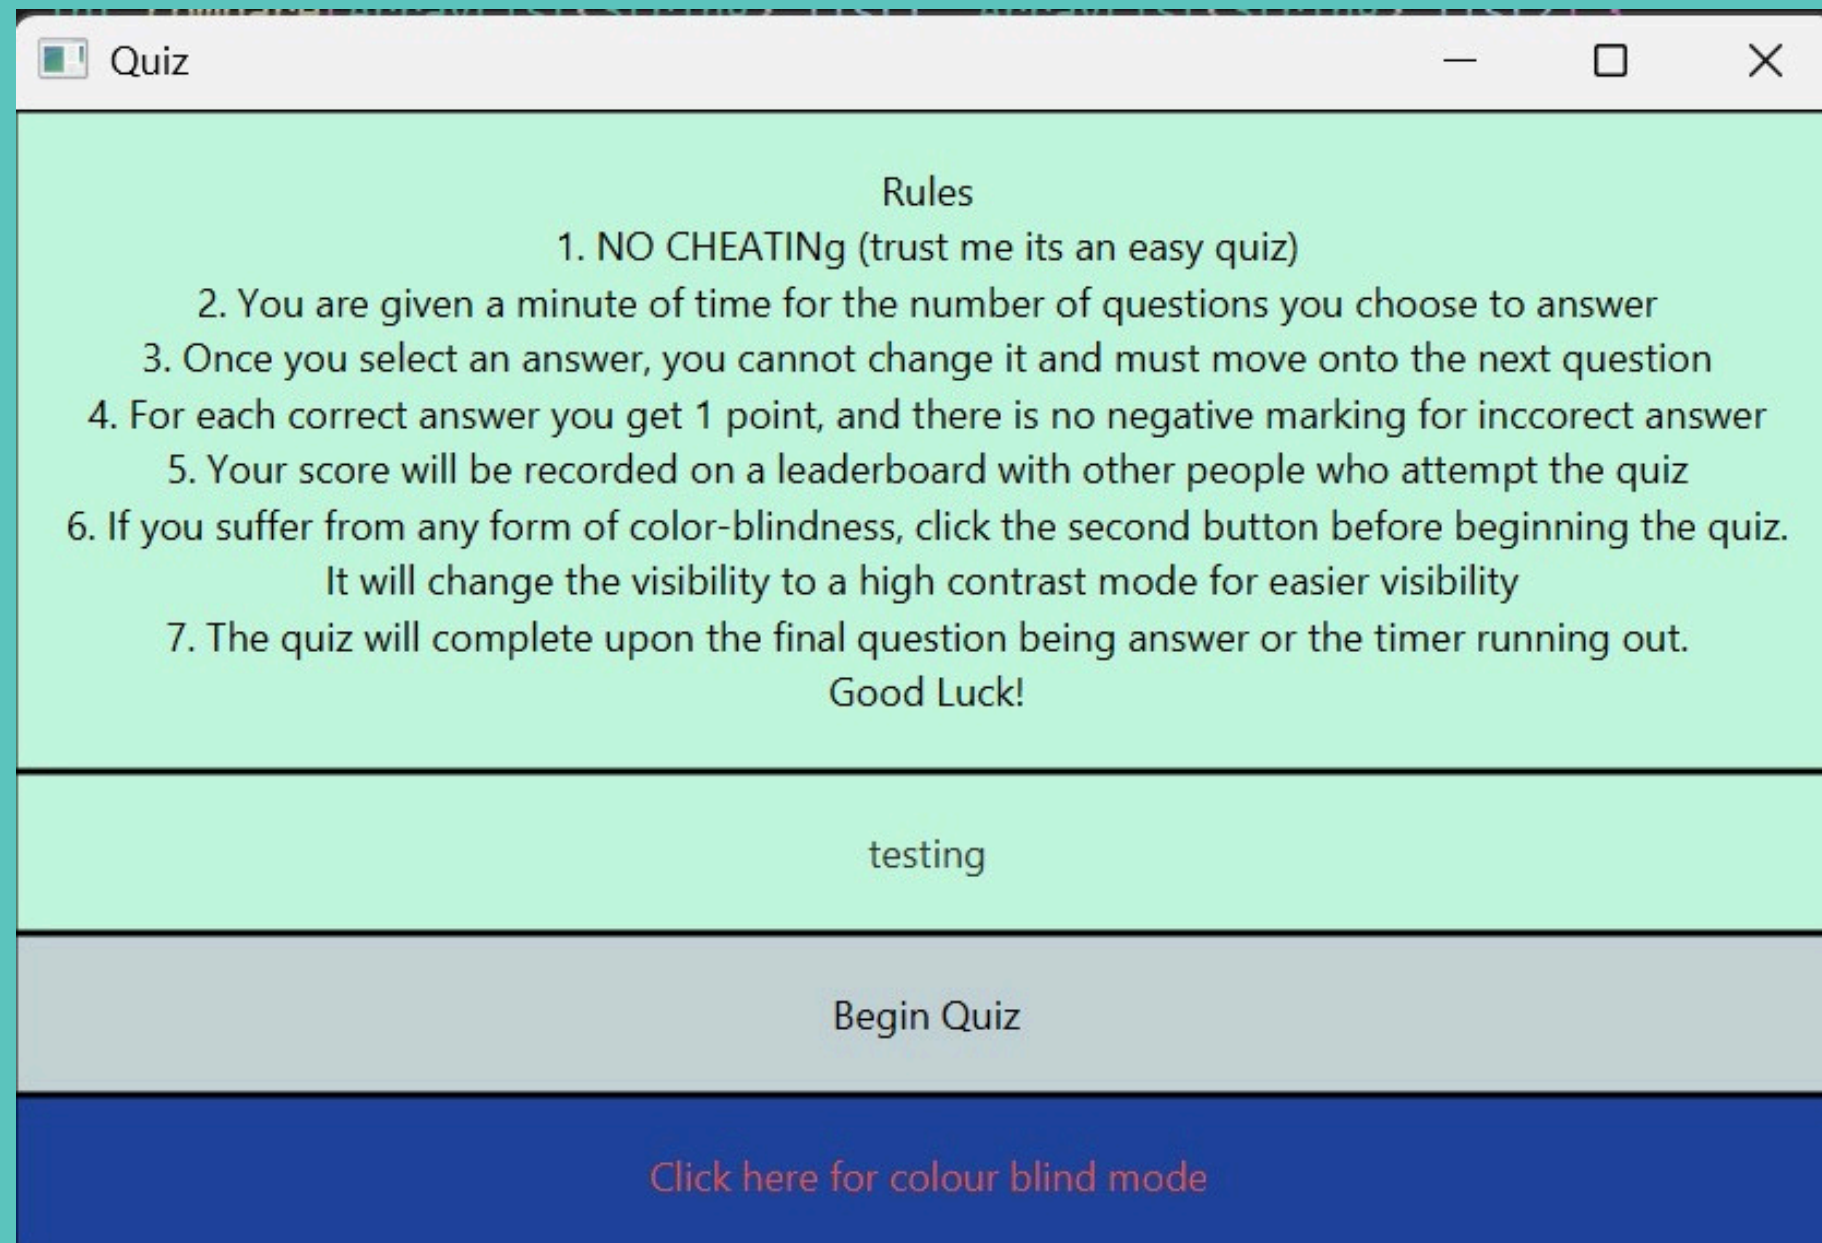 Quiz
Rules
1. NO CHEATINg (trust me its an easy quiz)
2. You are given a minute of time for the number of questions you choose to answer
3. Once you select an answer, you cannot change it and must move onto the next question
4. For each correct answer you get 1 point, and there is no negative marking for inccorect answer
5. Your score will be recorded on a leaderboard with other people who attempt the quiz
6. If you suffer from any form of color-blindness, click the second button before beginning the quiz.
It will change the visibility to a high contrast mode for easier visibility
7. The quiz will complete upon the final question being answer or the timer running out.
Good Luck!
testing
Begin Quiz
Click here for colour blind mode